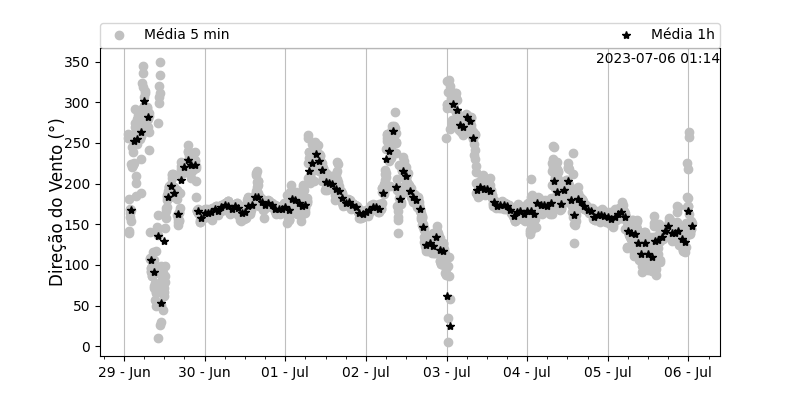 Média 5 min
Média 1h
2023-07-06 01:14
Direção do Vento (°)
350
300
250
200
150
100
50
0
29 - Jun
30 - Jun
01 - Jul
02 - Jul
03 - Jul
04 - Jul
05 - Jul
06 - Jul